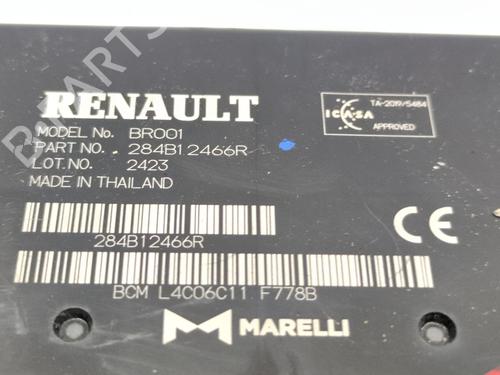 RENAULT
MODEL No. BR001
PART NO. 284B12466R
LOT.NO. 2423
MADE IN THAILAND
TA-2019/5484
ICASA
APPROVED
284B12466R
CE
BCM L4C06C11 F778B
MARELLI
B-PARTS